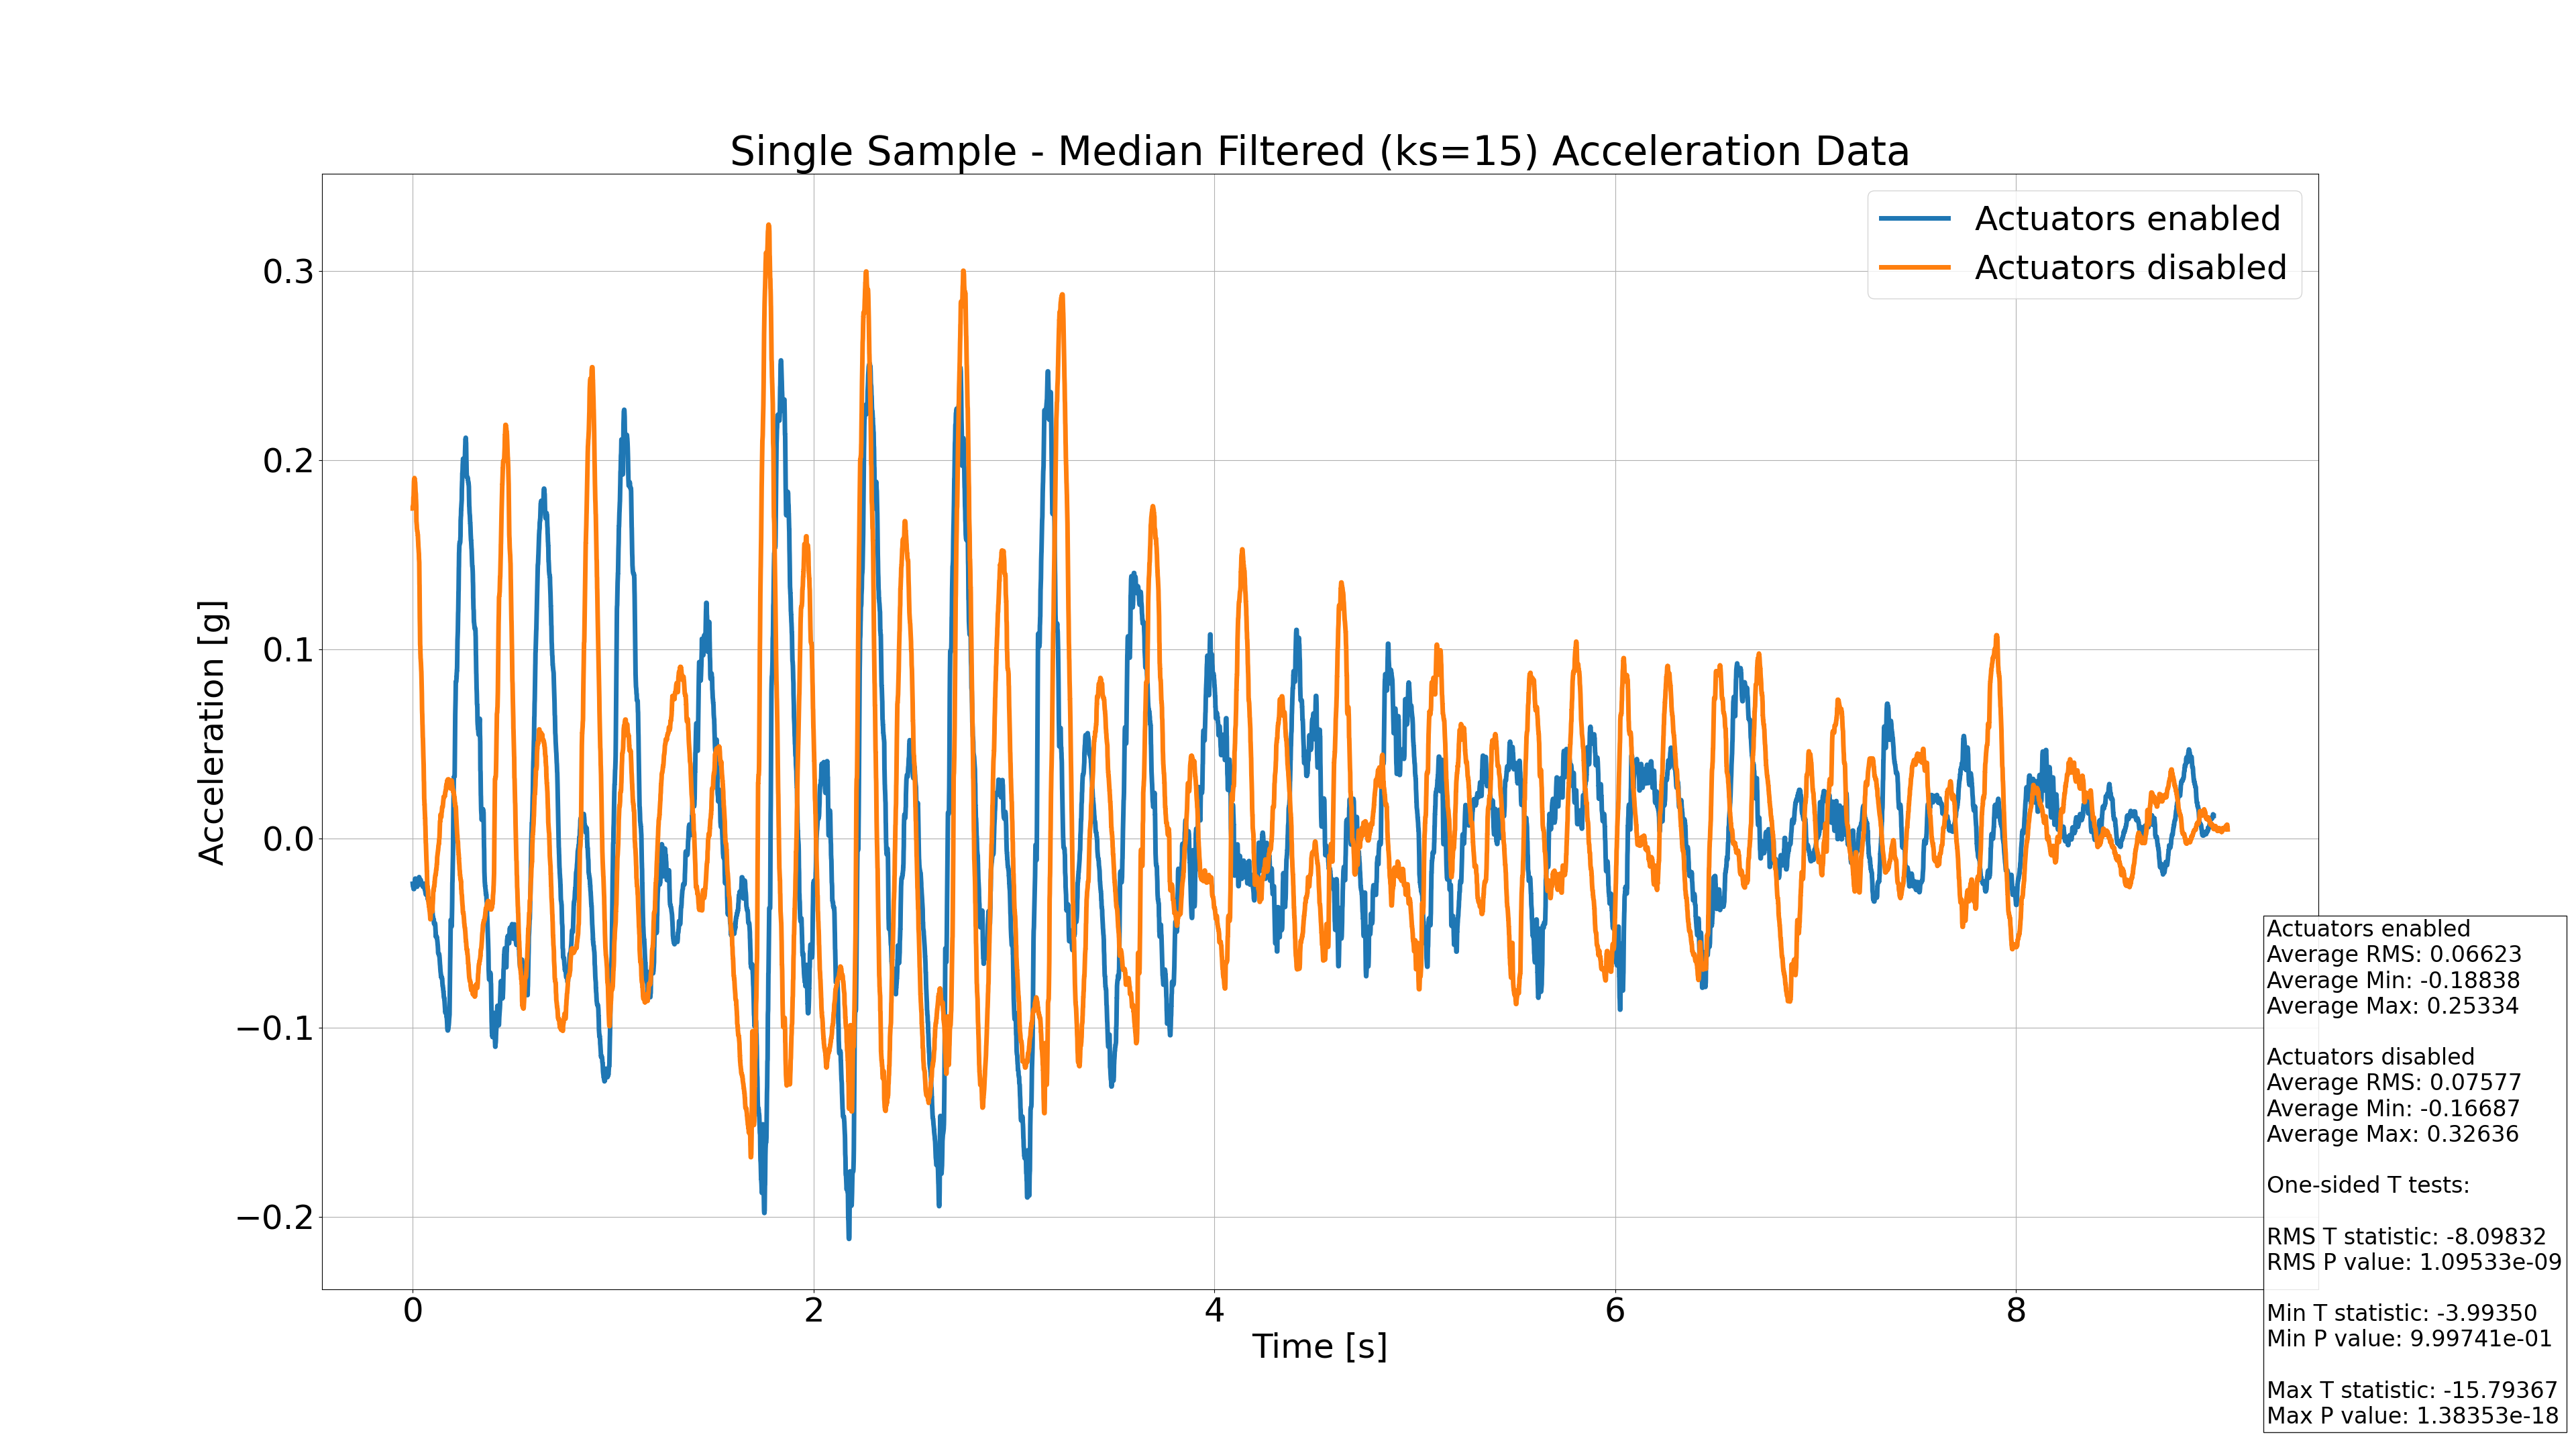 Single Sample - Median Filtered (ks=15) Acceleration Data
Actuators enabled
Actuators disabled
Acceleration [g]
0.3
0.2
0.1
0.0
−0.1
−0.2
0
2
4
6
8
Time [s]
Actuators enabled
Average RMS: 0.06623
Average Min: -0.18838
Average Max: 0.25334
Actuators disabled
Average RMS: 0.07577
Average Min: -0.16687
Average Max: 0.32636
One-sided T tests:
RMS T statistic: -8.09832
RMS P value: 1.09533e-09
Min T statistic: -3.99350
Min P value: 9.99741e-01
Max T statistic: -15.79367
Max P value: 1.38353e-18